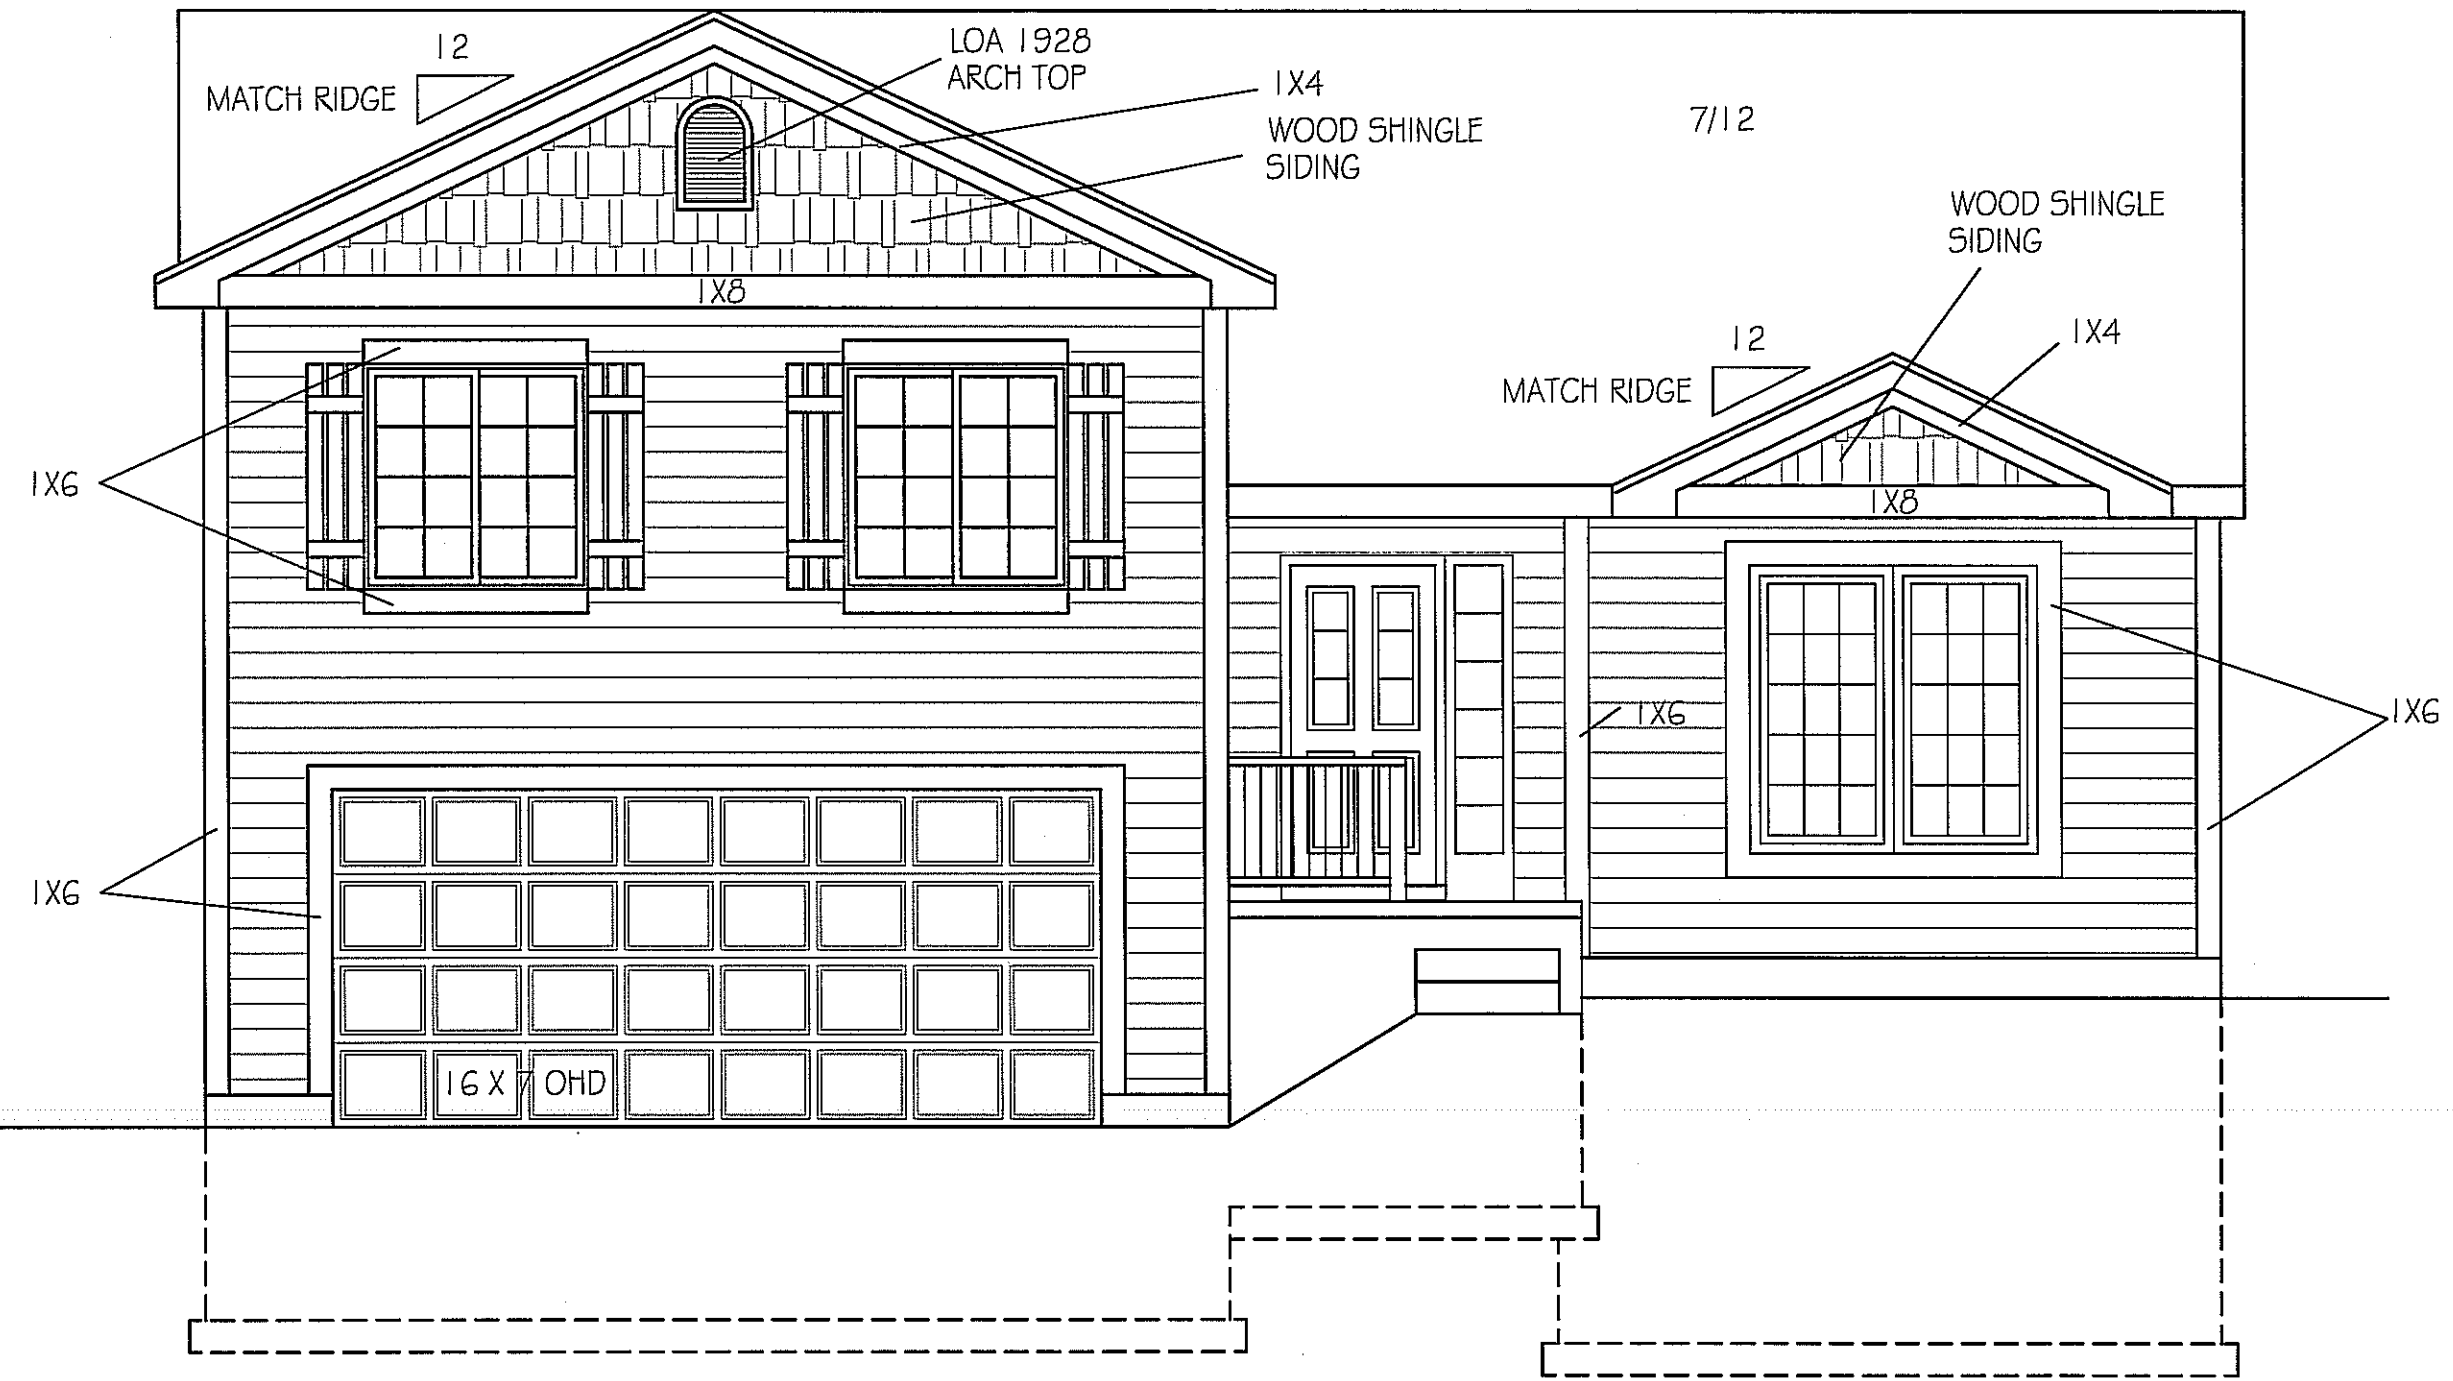 12
MATCH RIDGE
LOA 1928
ARCH TOP
1X4
WOOD SHINGLE
SIDING
7/12
WOOD SHINGLE
SIDING
1X8
12
MATCH RIDGE
1X4
1X6
1X8
1X6
1X6
1X6
16 X 7 OHD